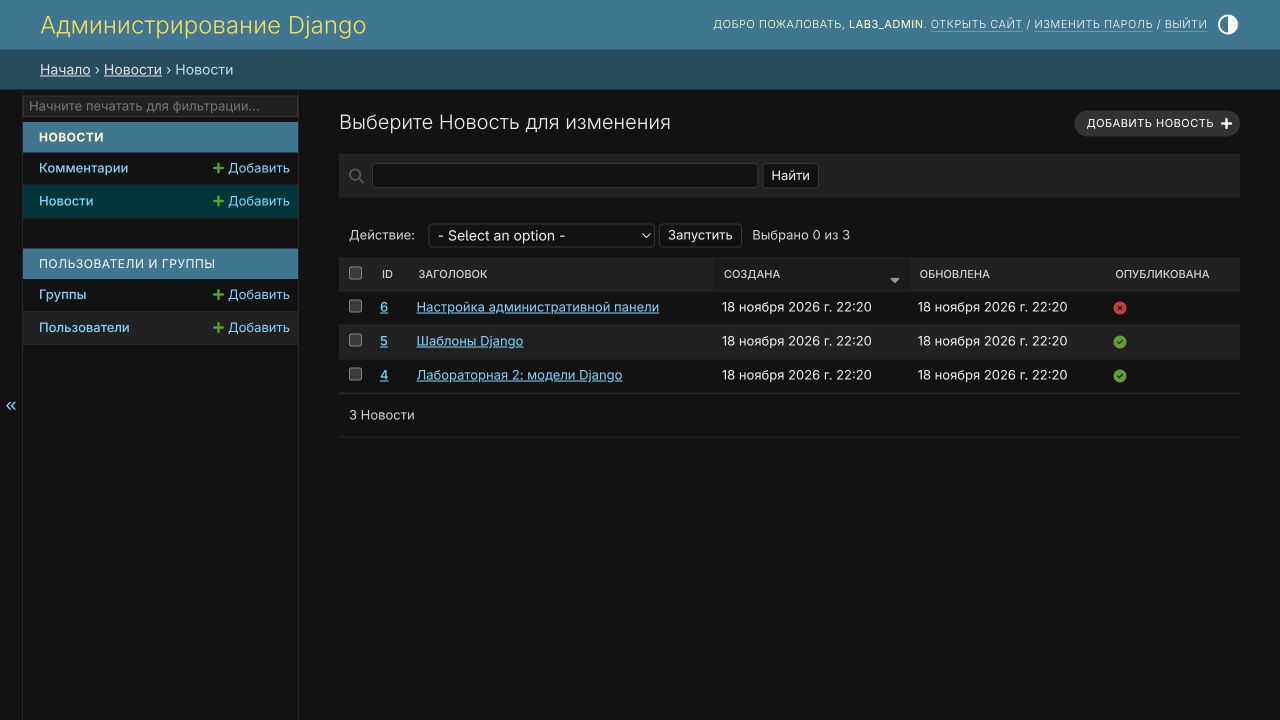 Администрирование Django
ДОБРО ПОЖАЛОВАТЬ, LAB3_ADMIN. ОТКРЫТЬ САЙТ / ИЗМЕНИТЬ ПАРОЛЬ / ВЫЙТИ
Начало › Новости › Новости
Начните печатать для фильтрации...
НОВОСТИ
Комментарии + Добавить
Новости + Добавить
ПОЛЬЗОВАТЕЛИ И ГРУППЫ
Группы + Добавить
Пользователи + Добавить
«
Выберите Новость для изменения
ДОБАВИТЬ НОВОСТЬ +
Найти
Действие: - Select an option - Запустить Выбрано 0 из 3
ID ЗАГОЛОВОК СОЗДАНА ОБНОВЛЕНА ОПУБЛИКОВАНА
6 Настройка административной панели 18 ноября 2026 г. 22:20 18 ноября 2026 г. 22:20
5 Шаблоны Django 18 ноября 2026 г. 22:20 18 ноября 2026 г. 22:20
4 Лабораторная 2: модели Django 18 ноября 2026 г. 22:20 18 ноября 2026 г. 22:20
3 Новости